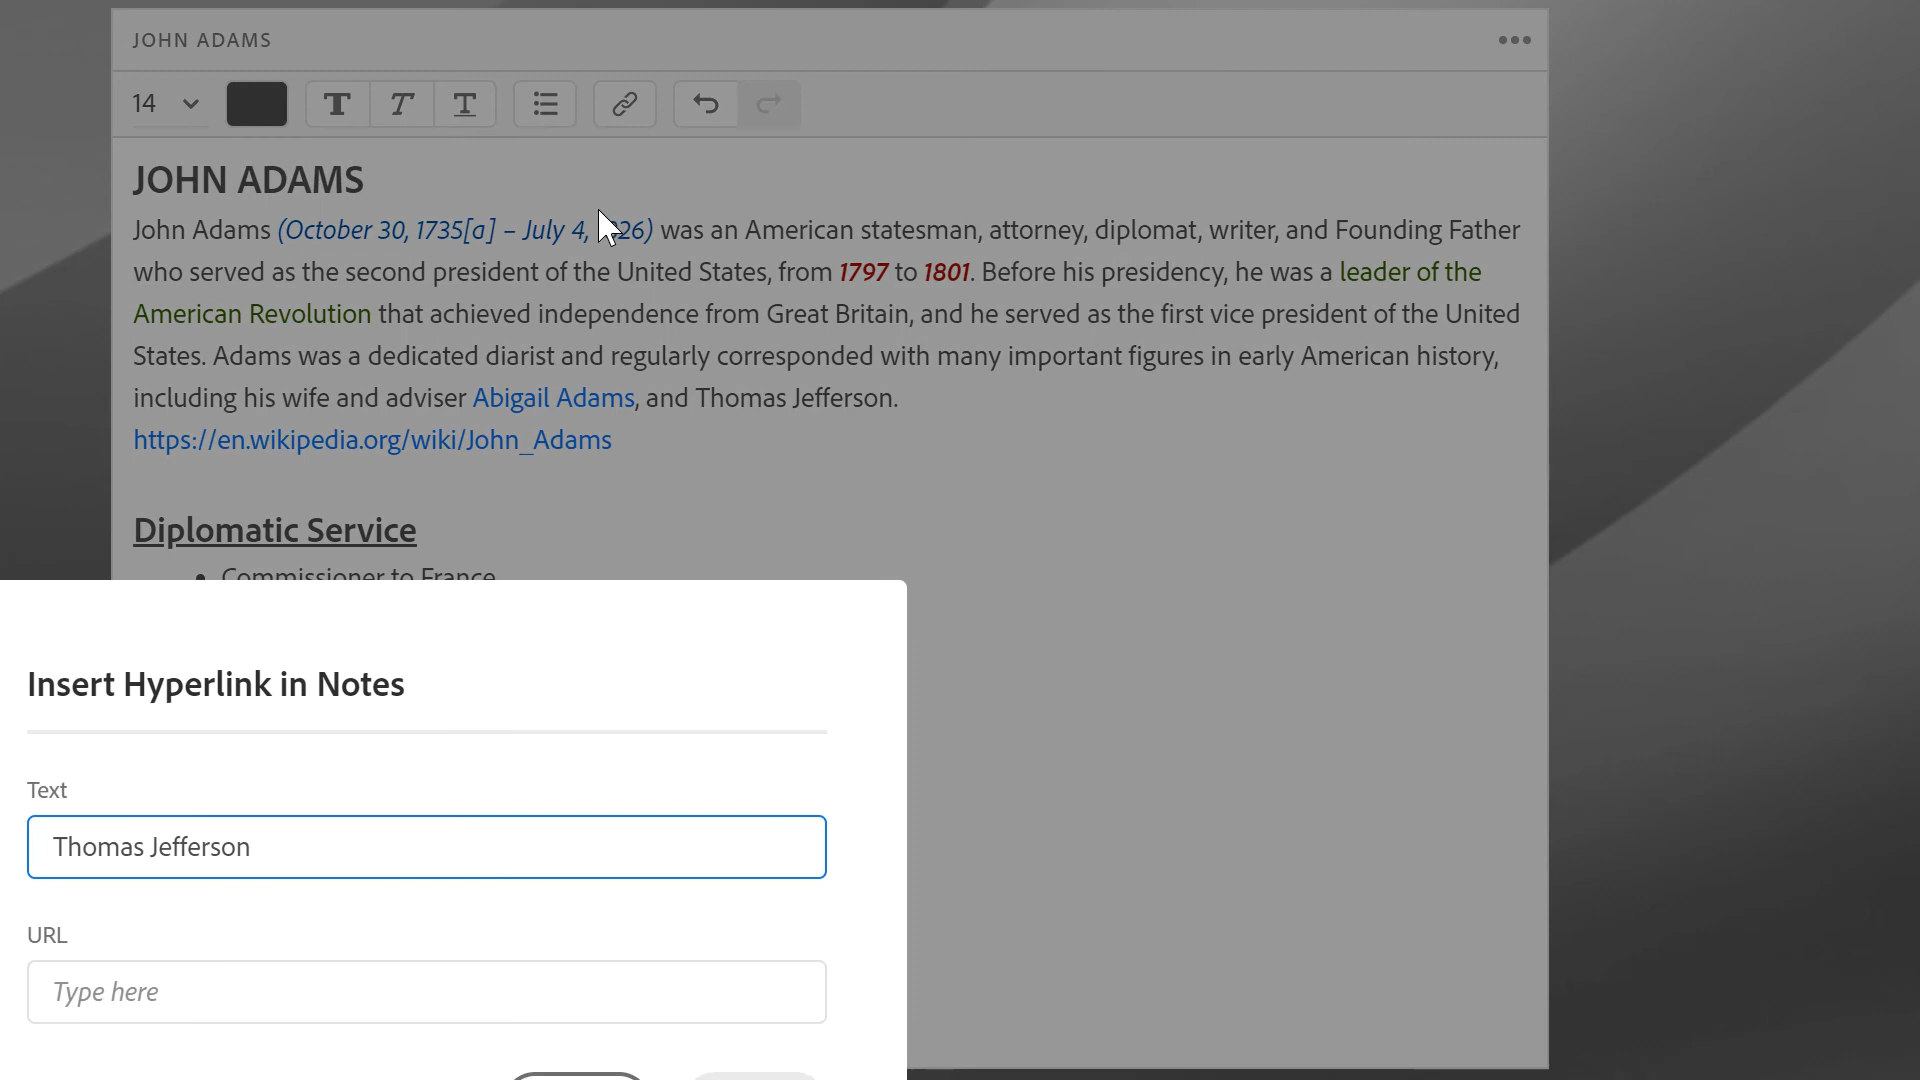 JOHN ADAMS
14
JOHN ADAMS
John Adams (October 30, 1735[a] – July 4, 26) was an American statesman, attorney, diplomat, writer, and Founding Father
who served as the second president of the United States, from 1797 to 1801. Before his presidency, he was a leader of the
American Revolution that achieved independence from Great Britain, and he served as the first vice president of the United
States. Adams was a dedicated diarist and regularly corresponded with many important figures in early American history,
including his wife and adviser Abigail Adams, and Thomas Jefferson.
https://en.wikipedia.org/wiki/John_Adams
Diplomatic Service
• Commissioner to France
Insert Hyperlink in Notes
Text
Thomas Jefferson
URL
Type here